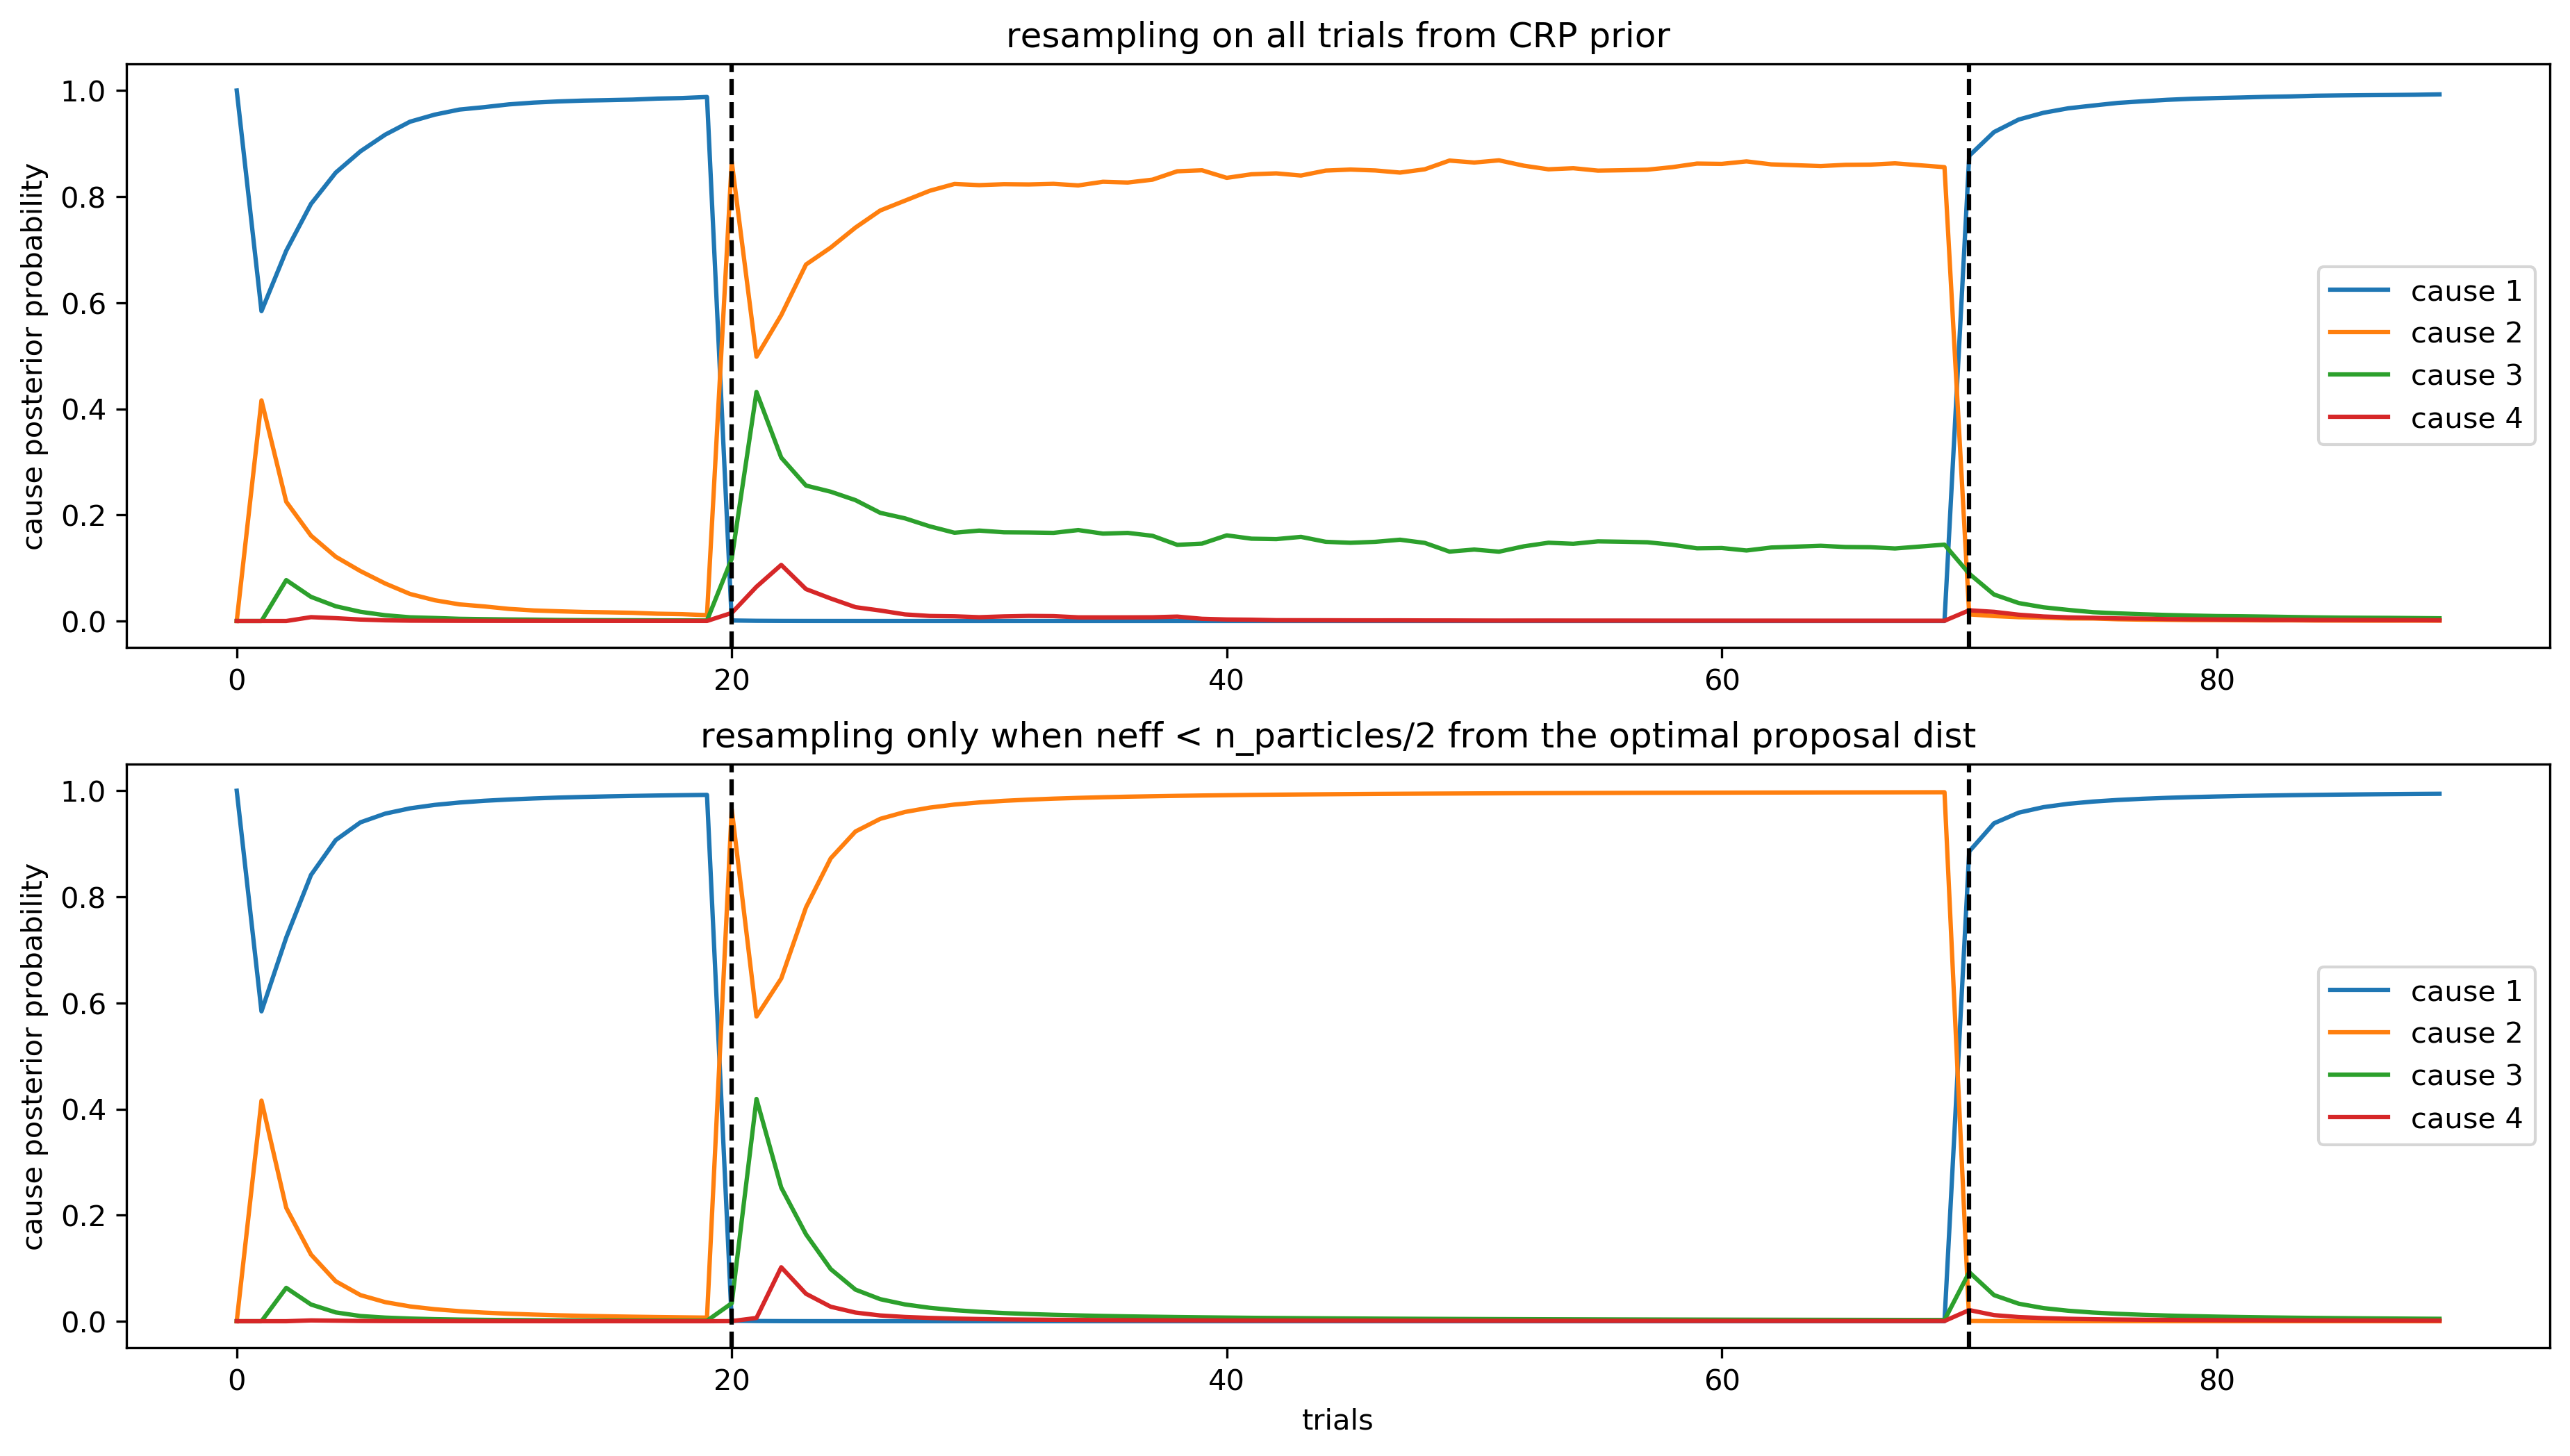 resampling on all trials from CRP prior
cause posterior probability
1.0
0.8
0.6
0.4
0.2
0.0
cause 1
cause 2
cause 3
cause 4
0 20 40 60 80
resampling only when neff < n_particles/2 from the optimal proposal dist
cause posterior probability
1.0
0.8
0.6
0.4
0.2
0.0
cause 1
cause 2
cause 3
cause 4
0 20 40 60 80
trials